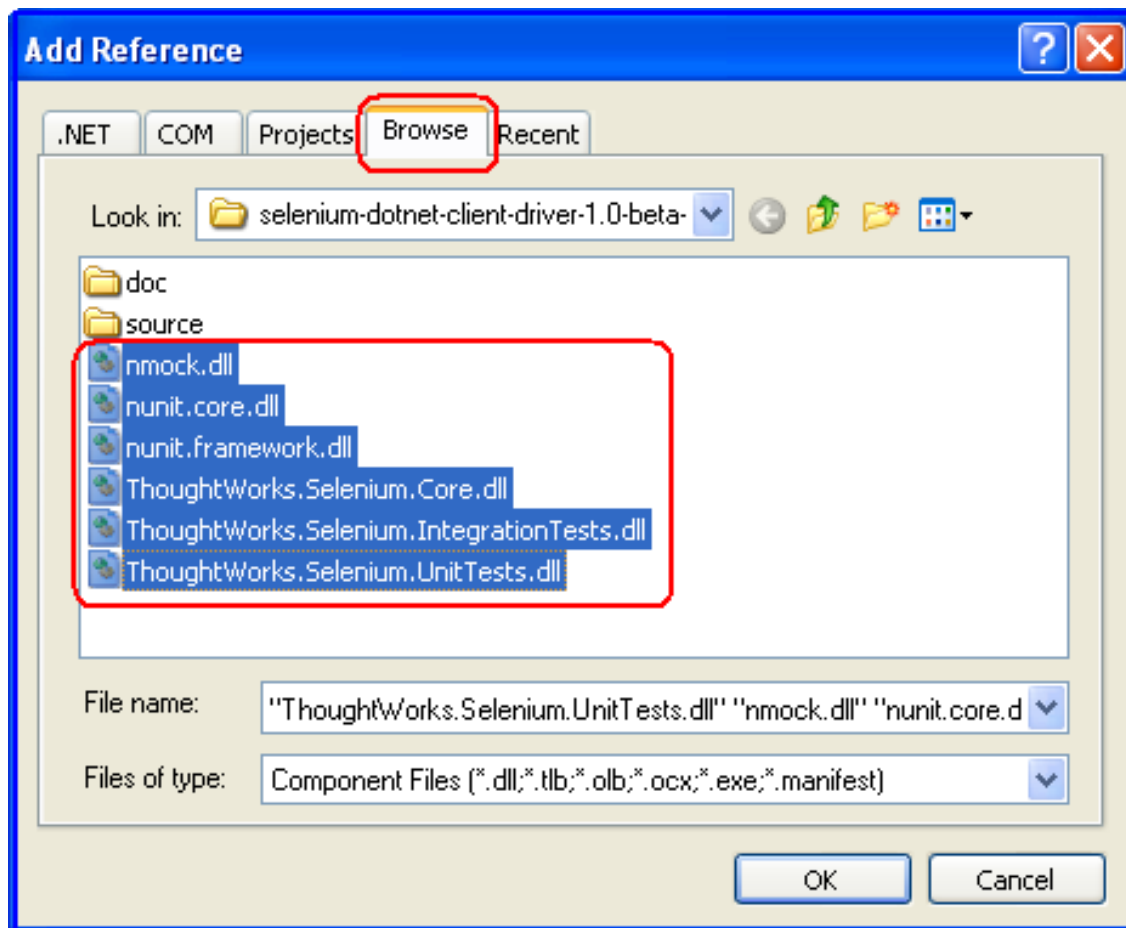 Add Reference
.NET COM Projects Browse Recent
Look in: selenium-dotnet-client-driver-1.0-beta-
doc
source
nmock.dll
nunit.core.dll
nunit.framework.dll
ThoughtWorks.Selenium.Core.dll
ThoughtWorks.Selenium.IntegrationTests.dll
ThoughtWorks.Selenium.UnitTests.dll
File name: "ThoughtWorks.Selenium.UnitTests.dll" "nmock.dll" "nunit.core.d
Files of type: Component Files (*.dll;*.tlb;*.olb;*.ocx;*.exe;*.manifest)
OK Cancel